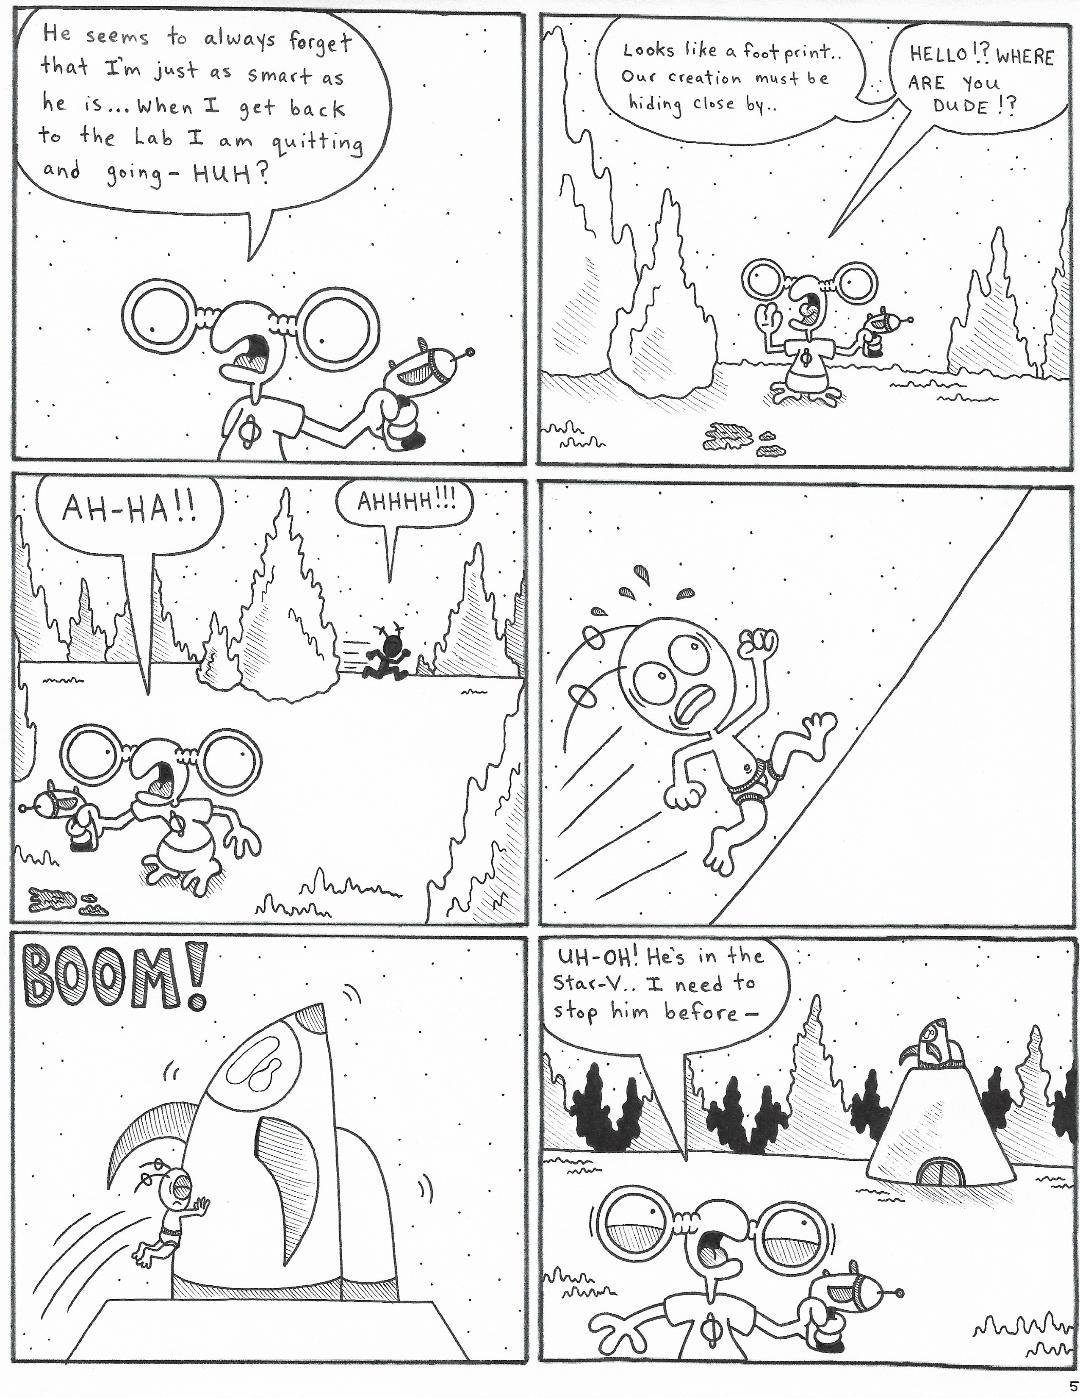 He seems to always forget
that I'm just as smart as
he is... When I get back
to the Lab I am quitting
and going- HUH?
Looks like a footprint..
Our creation must be
hiding close by..
HELLO!? WHERE
ARE YOU
DUDE!?
AH-HA!!
AHHHH!!!
BOOM!
UH-OH! He's in the
Star-V.. I need to
stop him before-
5